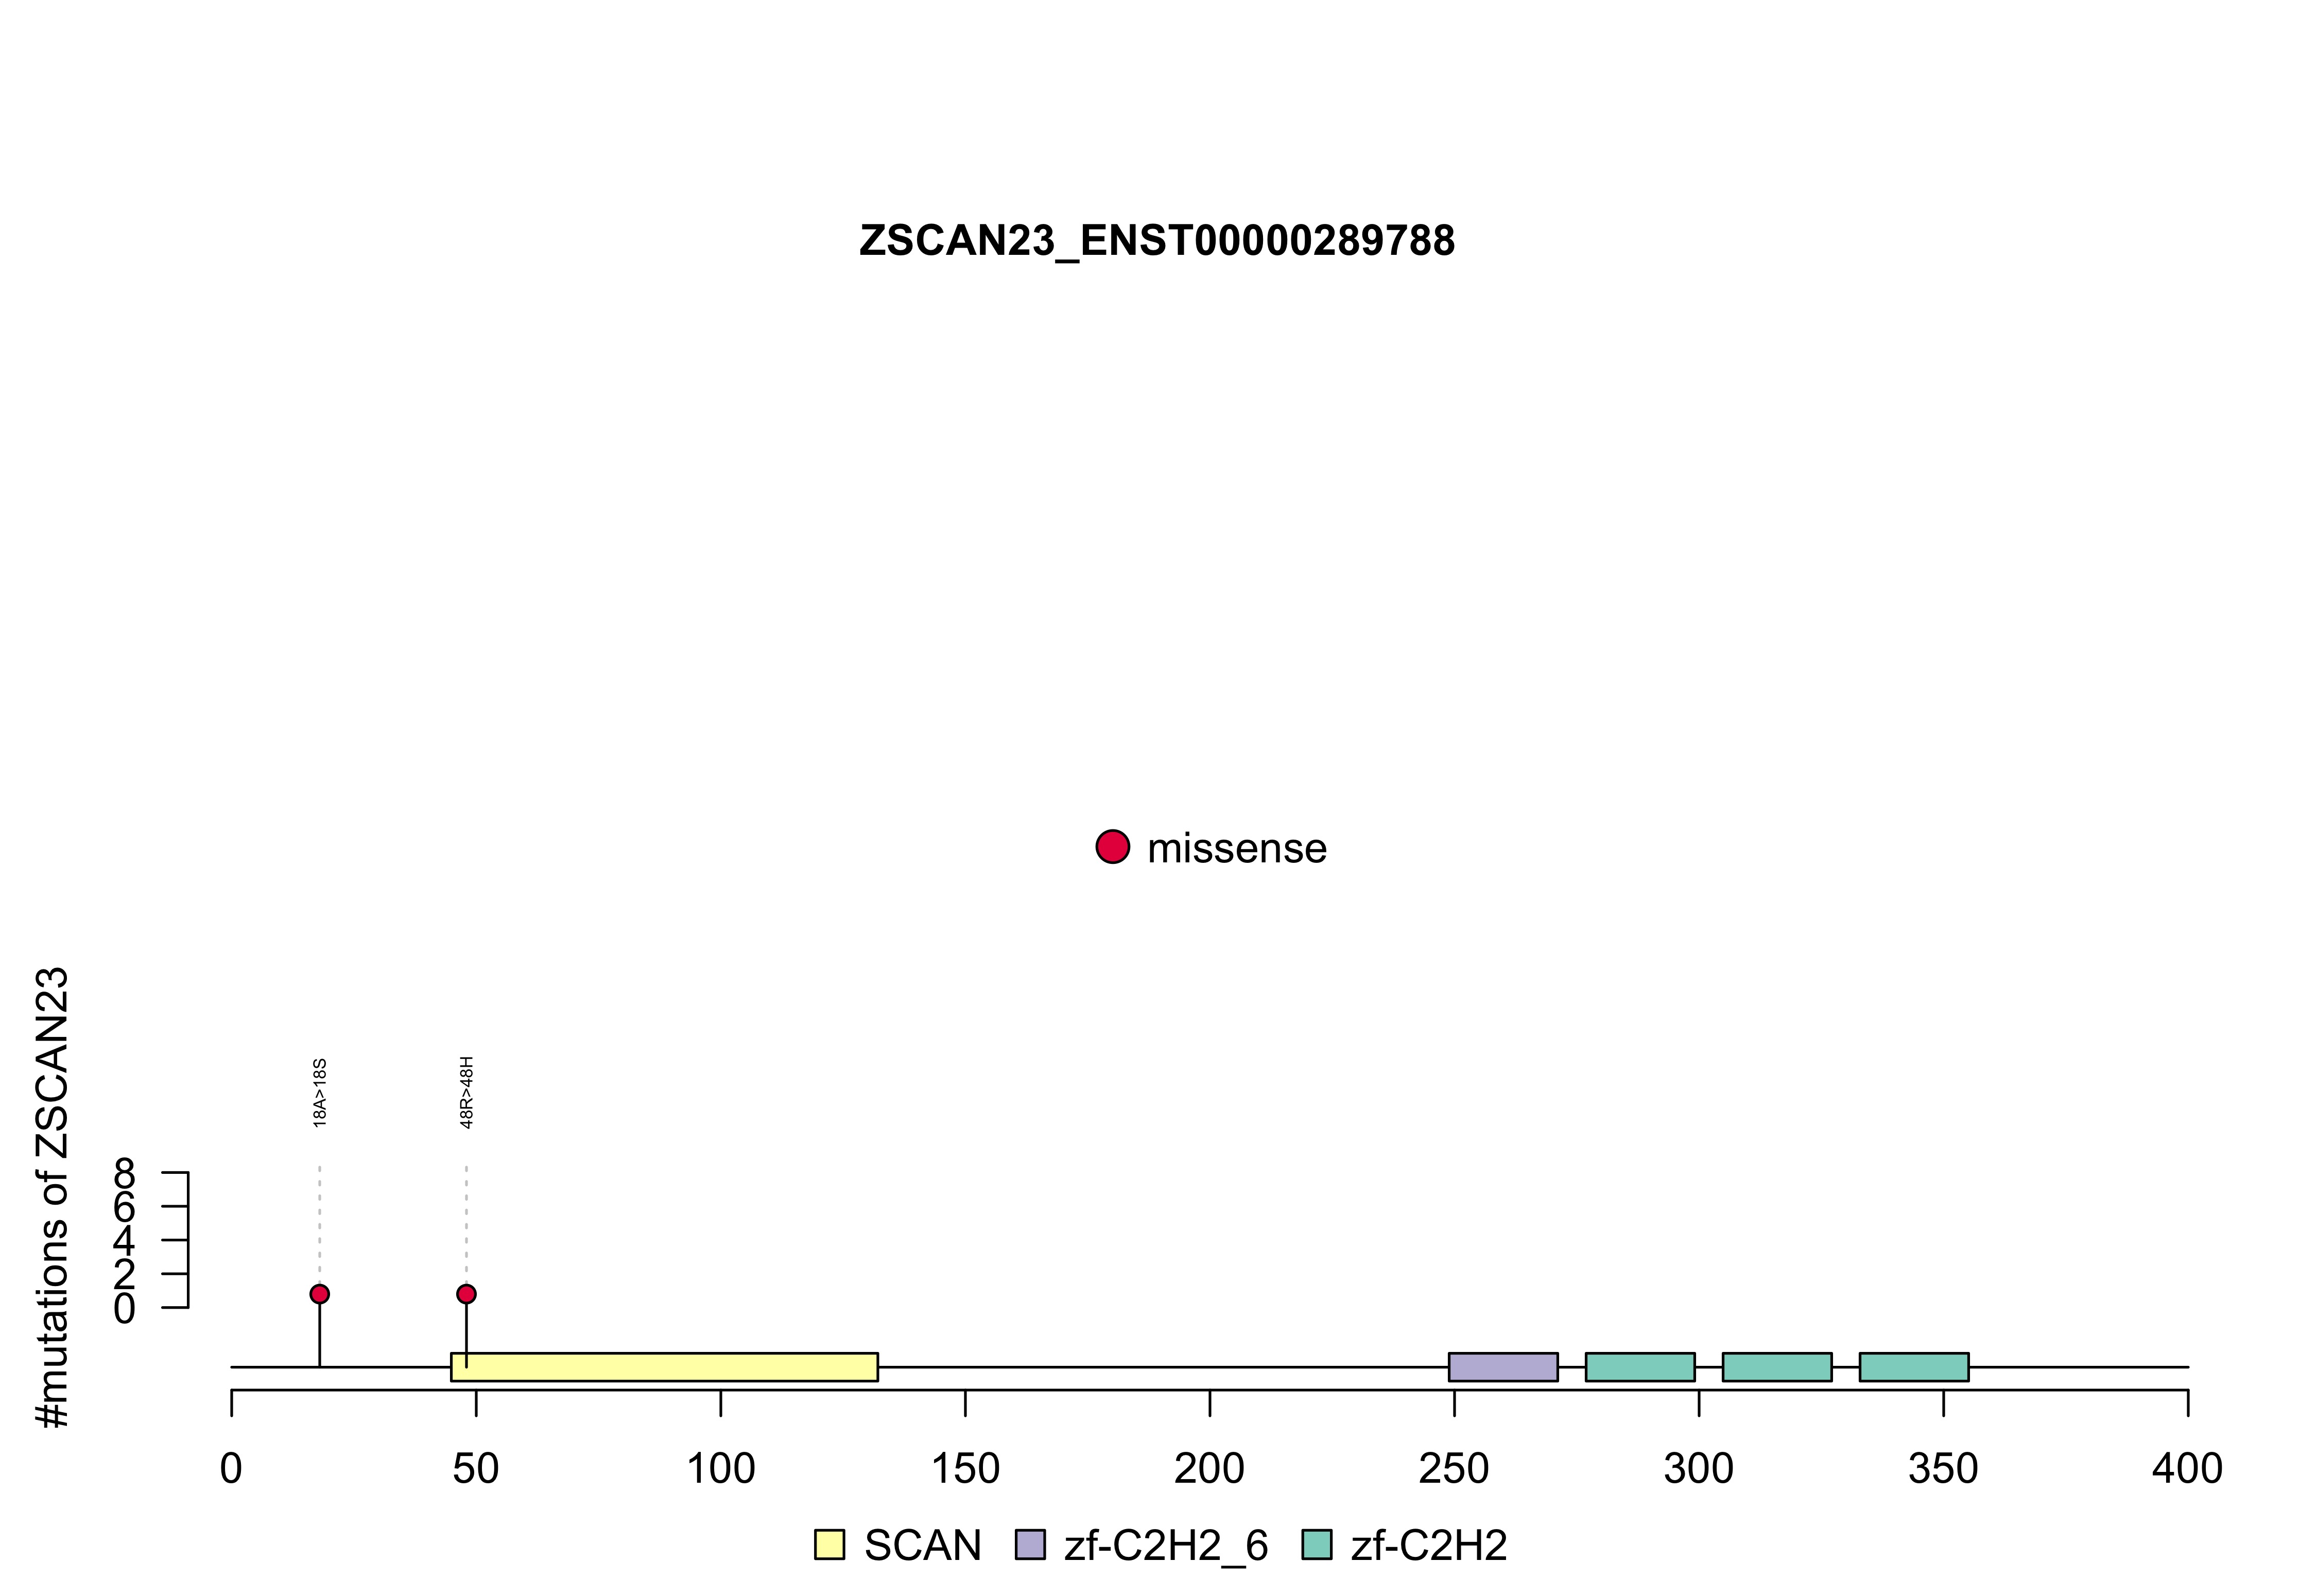 ZSCAN23_ENST00000289788
missense
#mutations of ZSCAN23
18A>18S
48R>48H
8
6
4
2
0
0 50 100 150 200 250 300 350 400
SCAN zf-C2H2_6 zf-C2H2